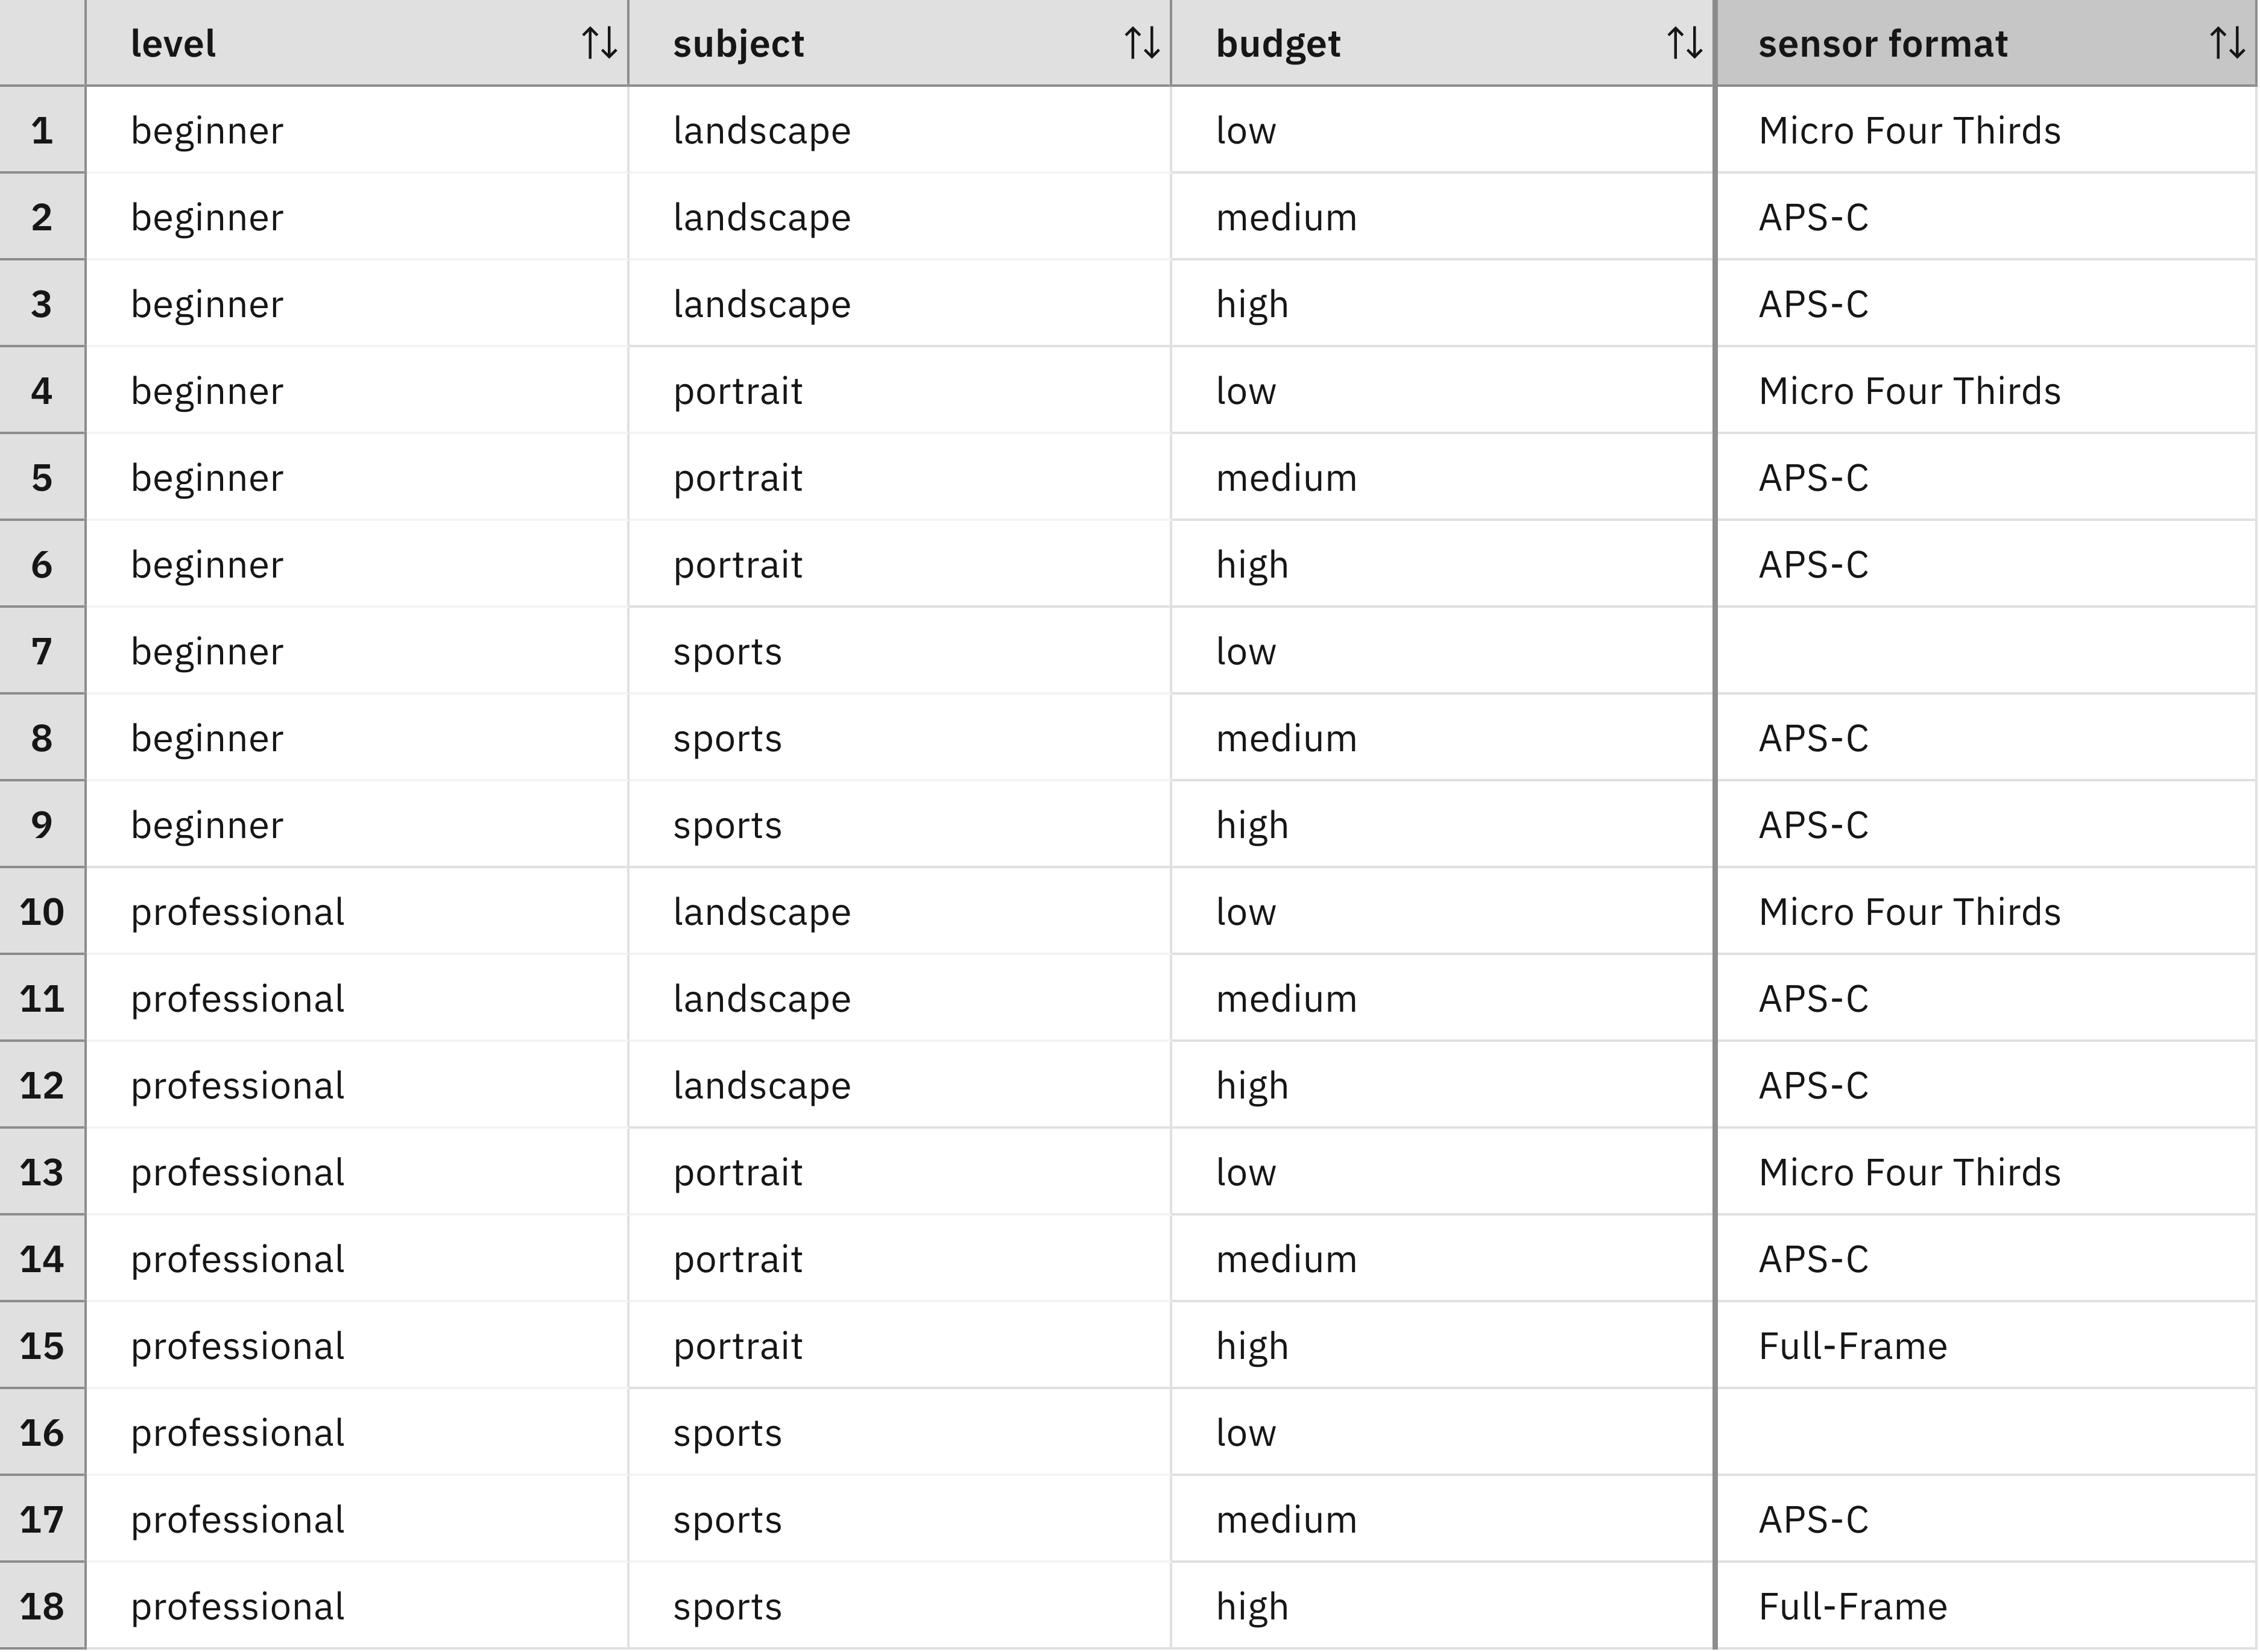 level ↑↓ subject ↑↓ budget ↑↓ sensor format ↑↓
1 beginner landscape low Micro Four Thirds
2 beginner landscape medium APS-C
3 beginner landscape high APS-C
4 beginner portrait low Micro Four Thirds
5 beginner portrait medium APS-C
6 beginner portrait high APS-C
7 beginner sports low
8 beginner sports medium APS-C
9 beginner sports high APS-C
10 professional landscape low Micro Four Thirds
11 professional landscape medium APS-C
12 professional landscape high APS-C
13 professional portrait low Micro Four Thirds
14 professional portrait medium APS-C
15 professional portrait high Full-Frame
16 professional sports low
17 professional sports medium APS-C
18 professional sports high Full-Frame